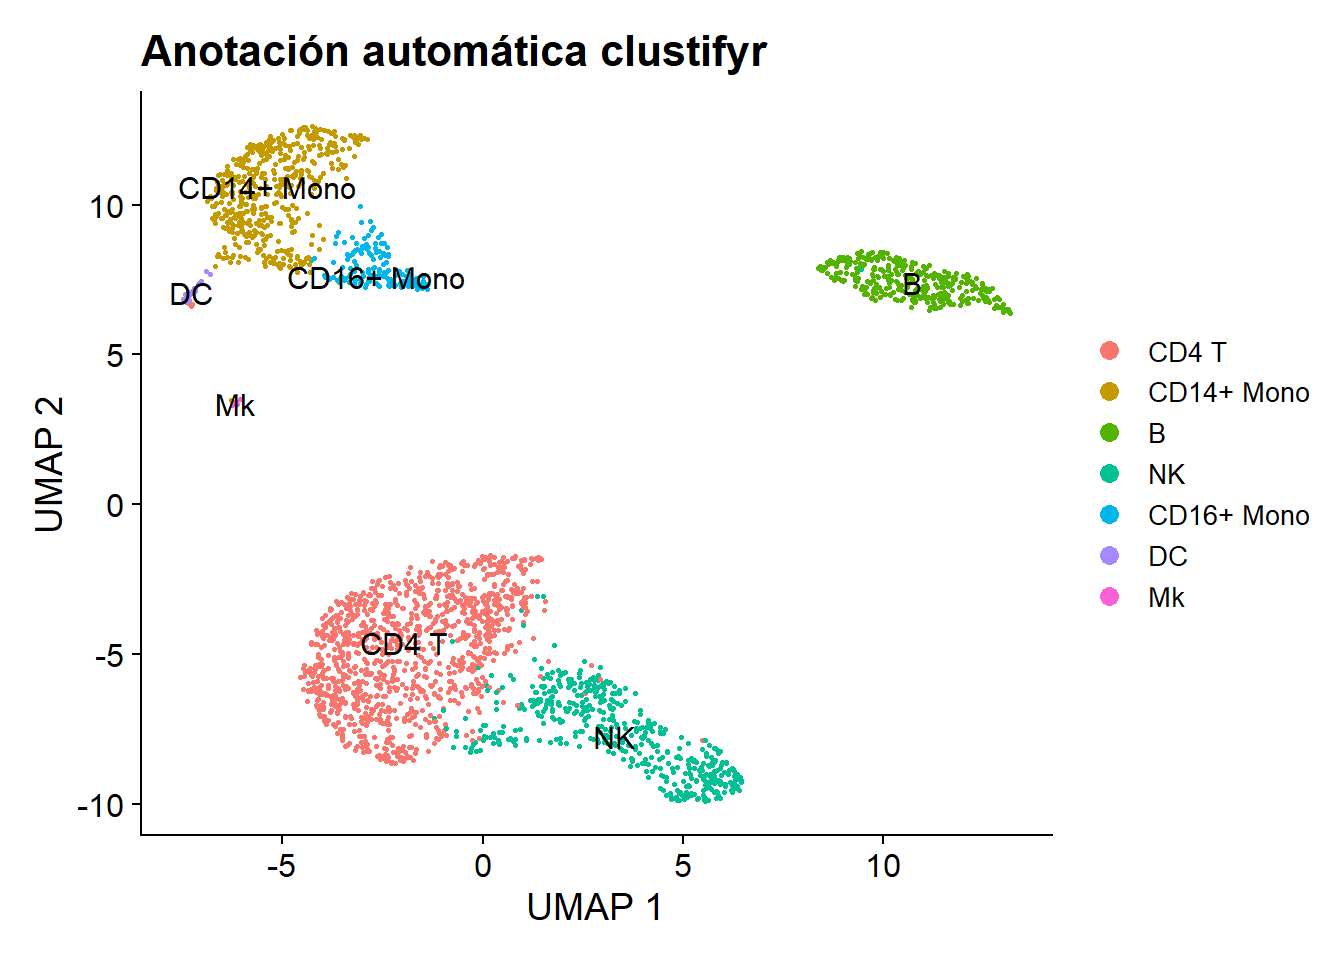 Anotación automática clustifyr
UMAP 2
10
5
0
-5
-10
CD14+ Mono
CD16+ Mono
DC
B
Mk
CD4 T
NK
-5
0
5
10
UMAP 1
CD4 T
CD14+ Mono
B
NK
CD16+ Mono
DC
Mk